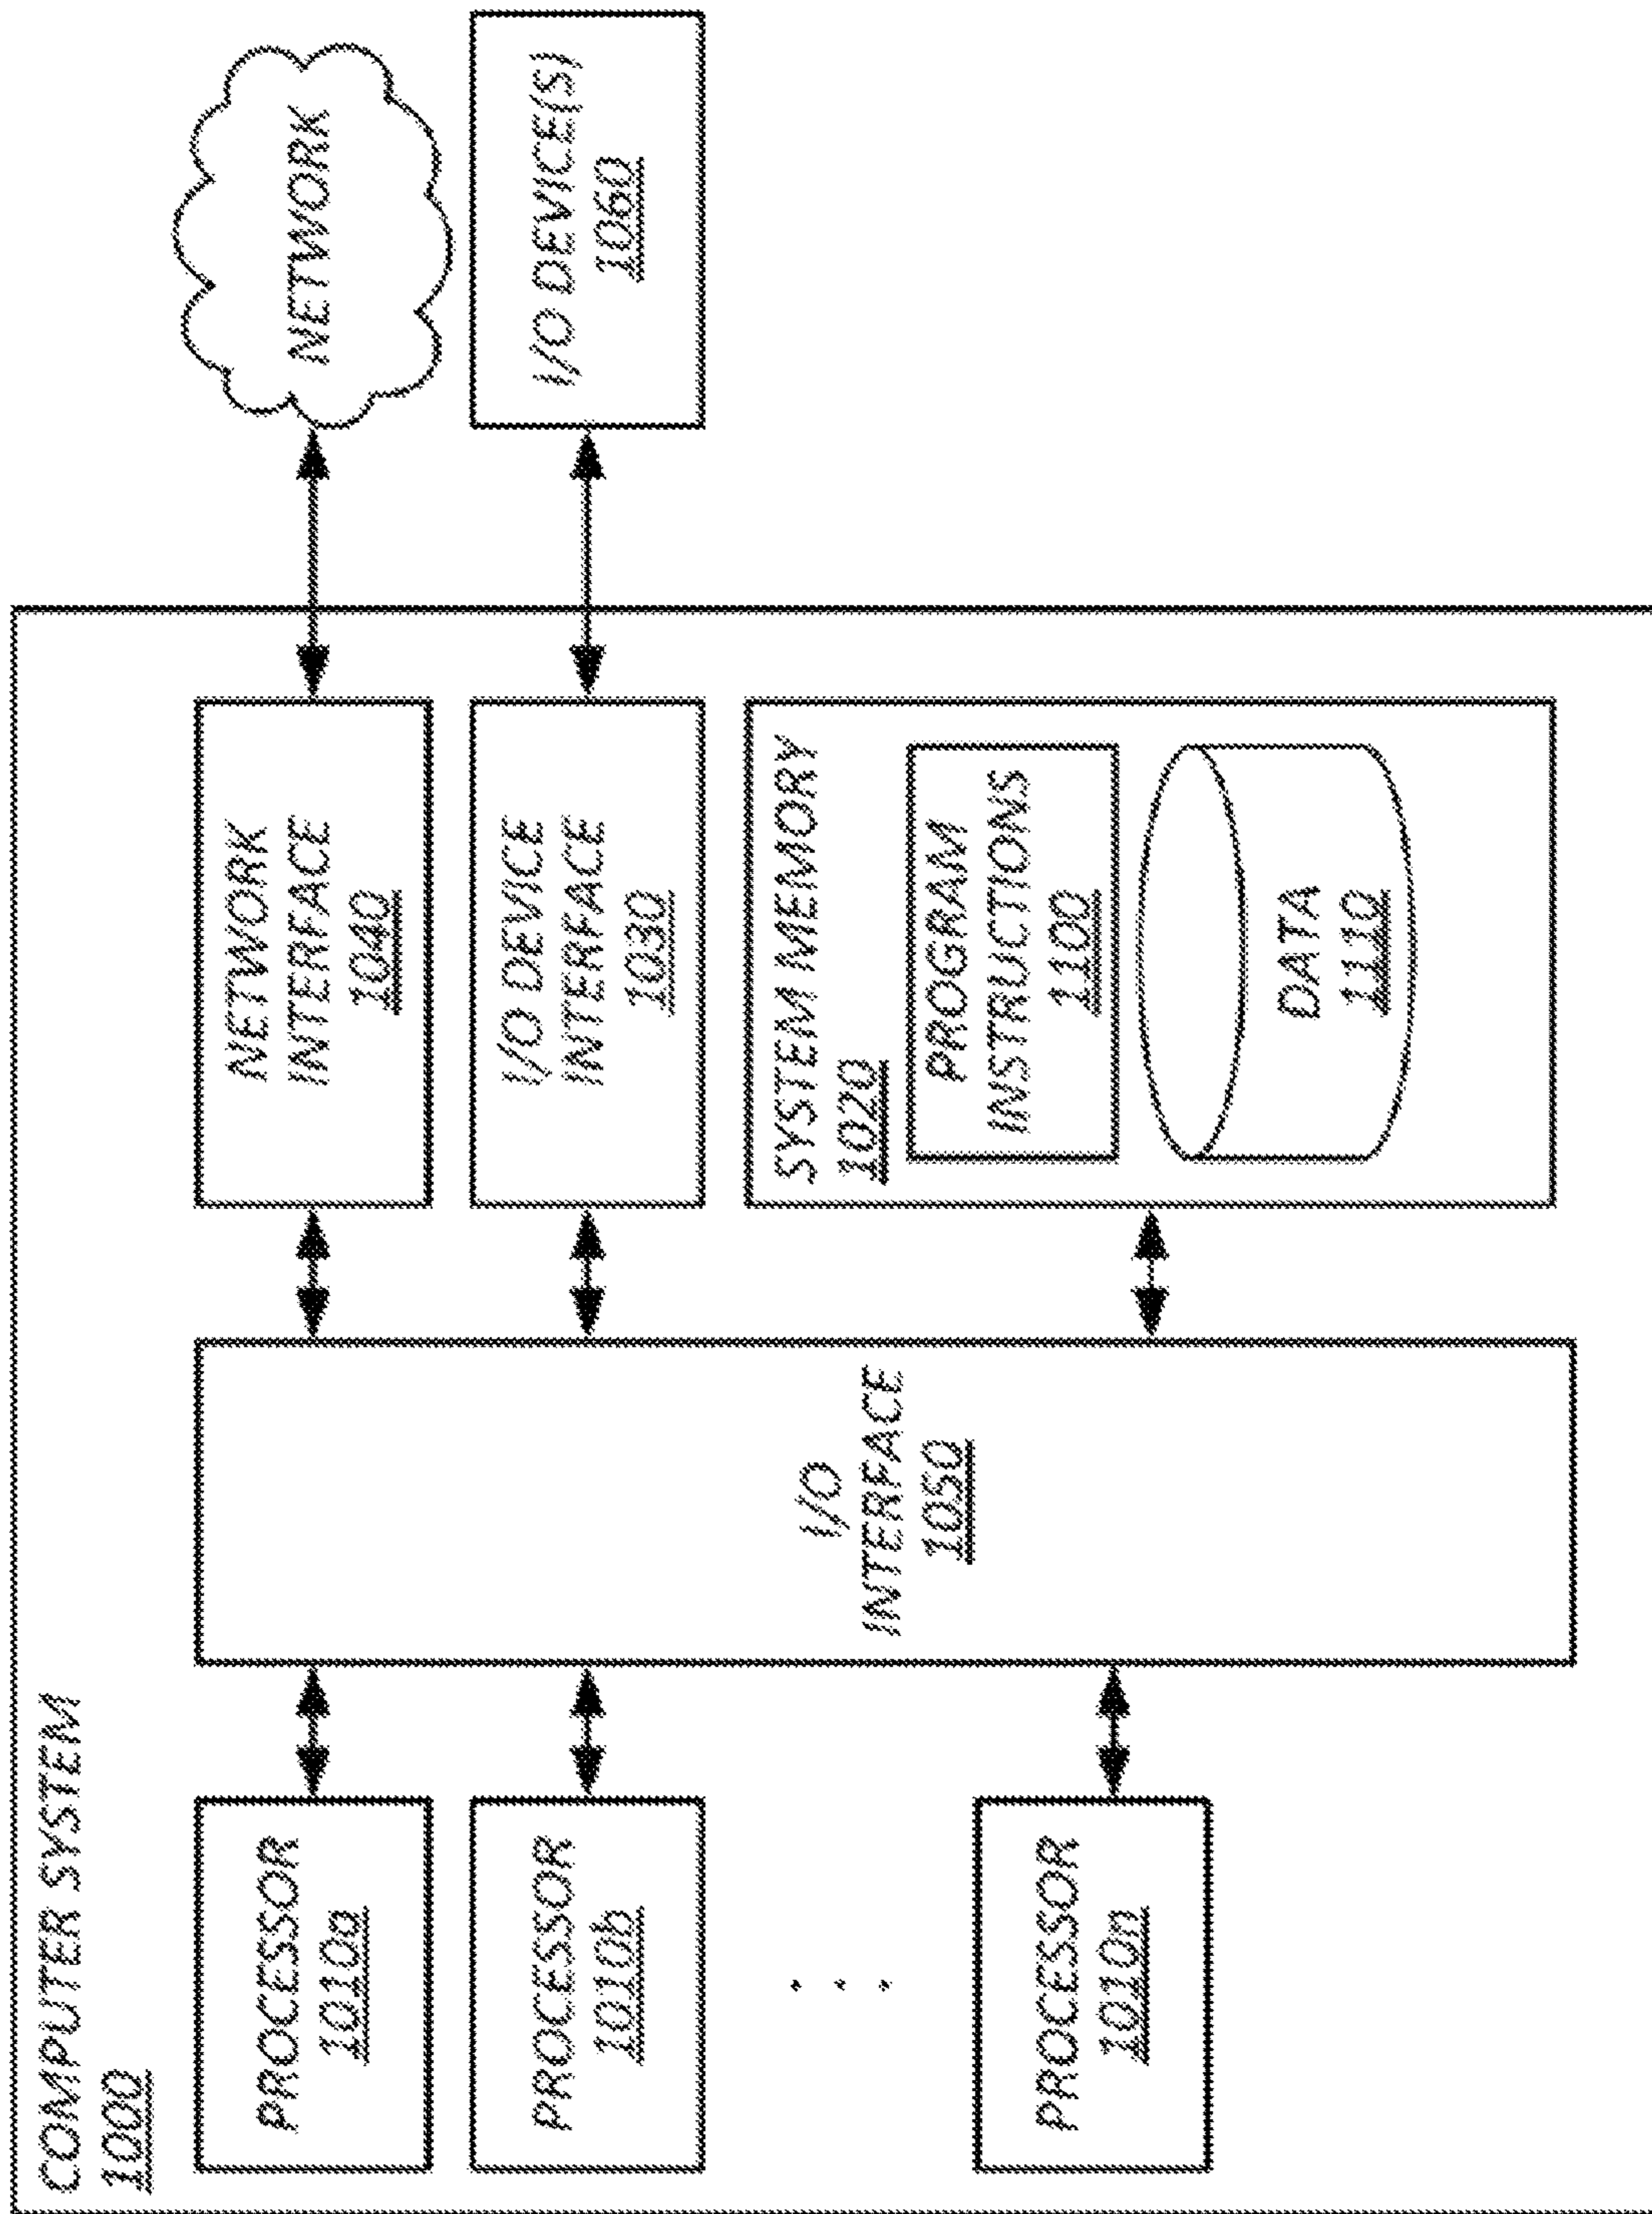 COMPUTER SYSTEM
1000
PROCESSOR
1010a
PROCESSOR
1010b
. . .
PROCESSOR
1010n
I/O
INTERFACE
1050
NETWORK
INTERFACE
1040
I/O DEVICE
INTERFACE
1030
SYSTEM MEMORY
1020
PROGRAM
INSTRUCTIONS
1100
DATA
1110
NETWORK
I/O DEVICE(S)
1060